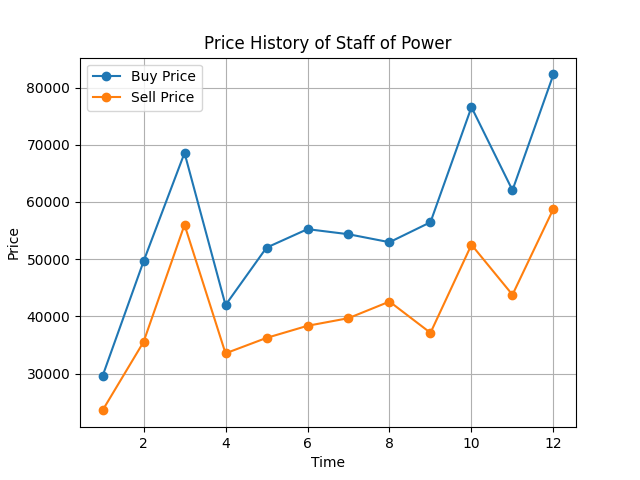 Price History of Staff of Power
Buy Price
Sell Price
80000
70000
60000
50000
40000
30000
Price
2 4 6 8 10 12
Time